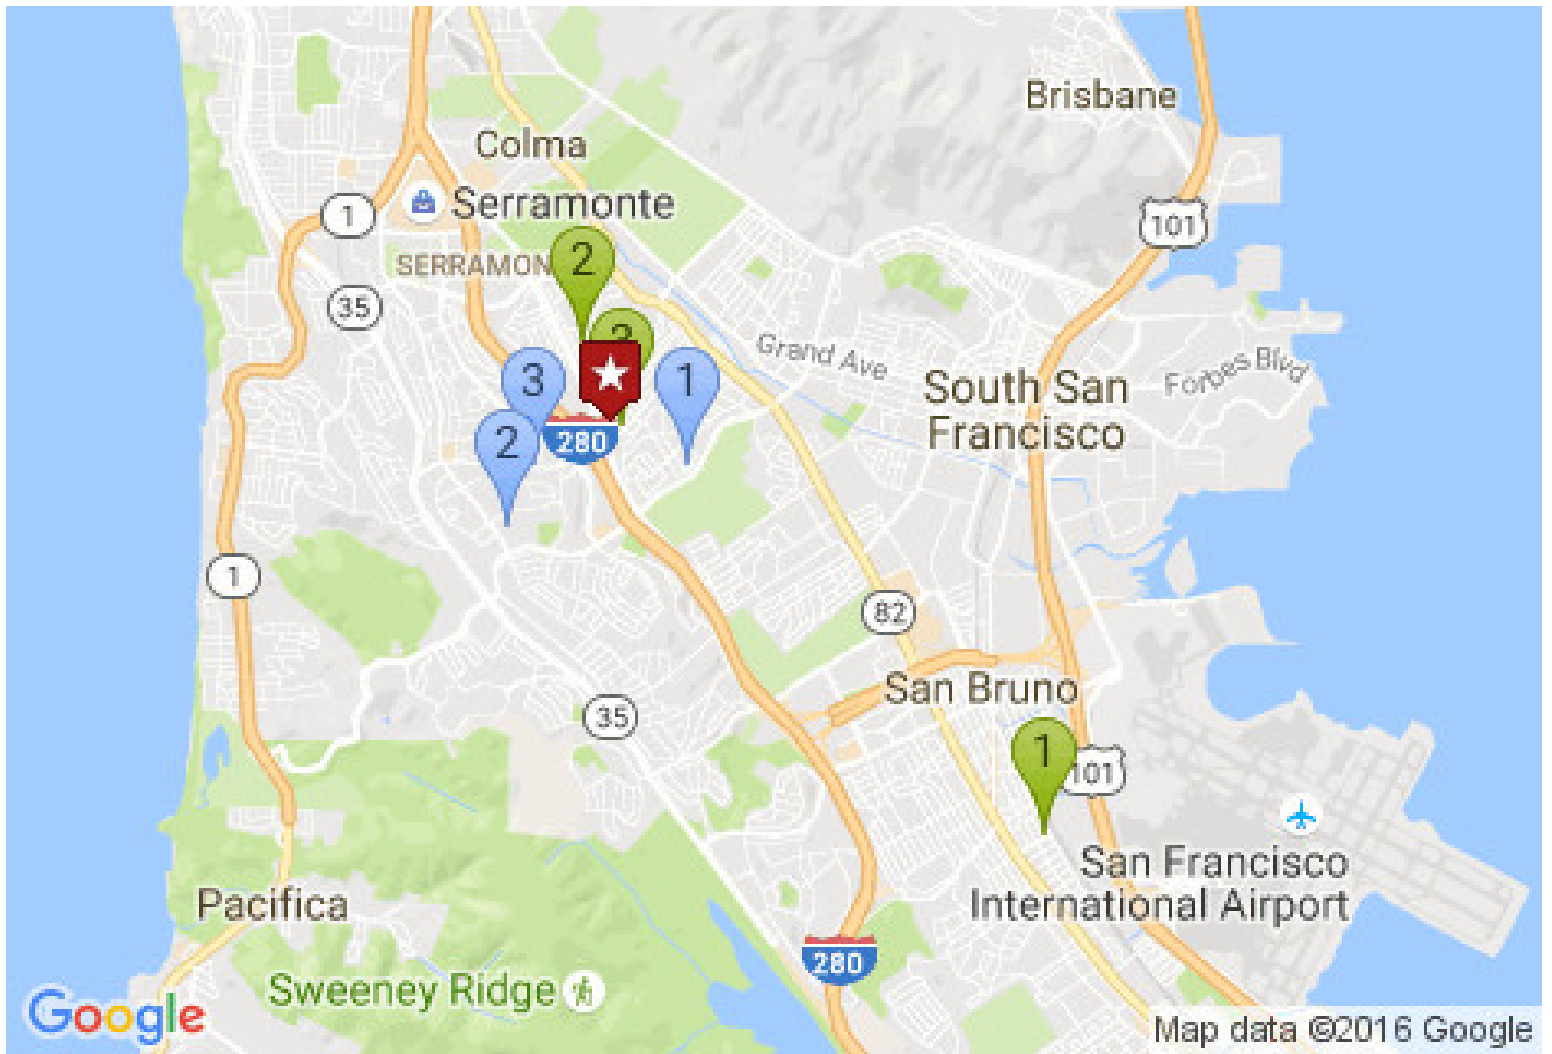 Brisbane
Colma
Serramonte
1
101
SERRAMON
2
35
3
Grand Ave
3
1
South San
Francisco
Forbes Blvd
2
280
1
82
San Bruno
35
1
101
San Francisco
International Airport
Pacifica
280
Sweeney Ridge
Google
Map data ©2016 Google